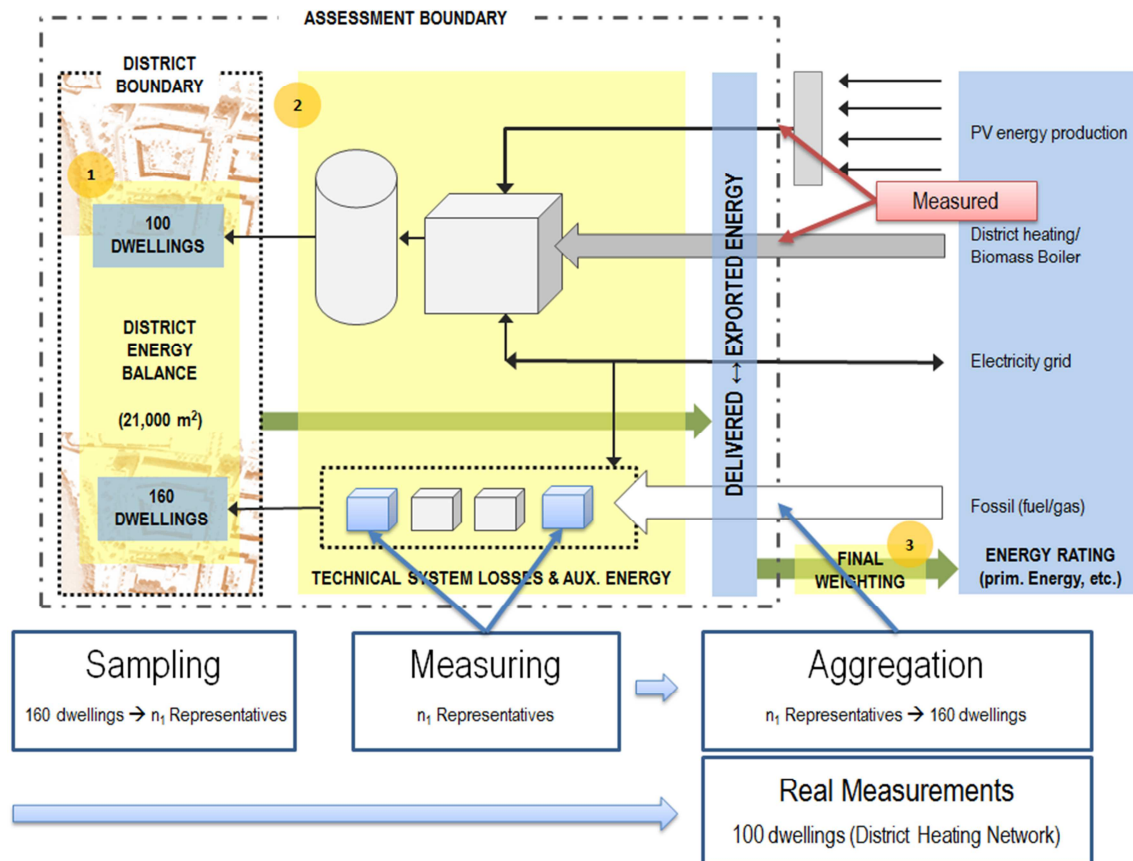 ASSESSMENT BOUNDARY
DISTRICT
BOUNDARY
2
1
100
DWELLINGS
DISTRICT
ENERGY
BALANCE
(21,000 m²)
160
DWELLINGS
TECHNICAL SYSTEM LOSSES & AUX. ENERGY
DELIVERED ↔ EXPORTED ENERGY
PV energy production
Measured
District heating/
Biomass Boiler
Electricity grid
Fossil (fuel/gas)
3
FINAL
WEIGHTING
ENERGY RATING
(prim. Energy, etc.)
Sampling
160 dwellings → n₁ Representatives
Measuring
n₁ Representatives
Aggregation
n₁ Representatives → 160 dwellings
Real Measurements
100 dwellings (District Heating Network)